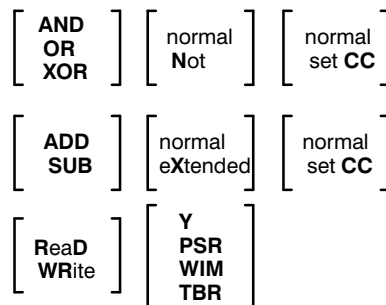 AND
OR
XOR
normal
Not
normal
set CC
ADD
SUB
normal
eXtended
normal
set CC
ReaD
WRite
Y
PSR
WIM
TBR